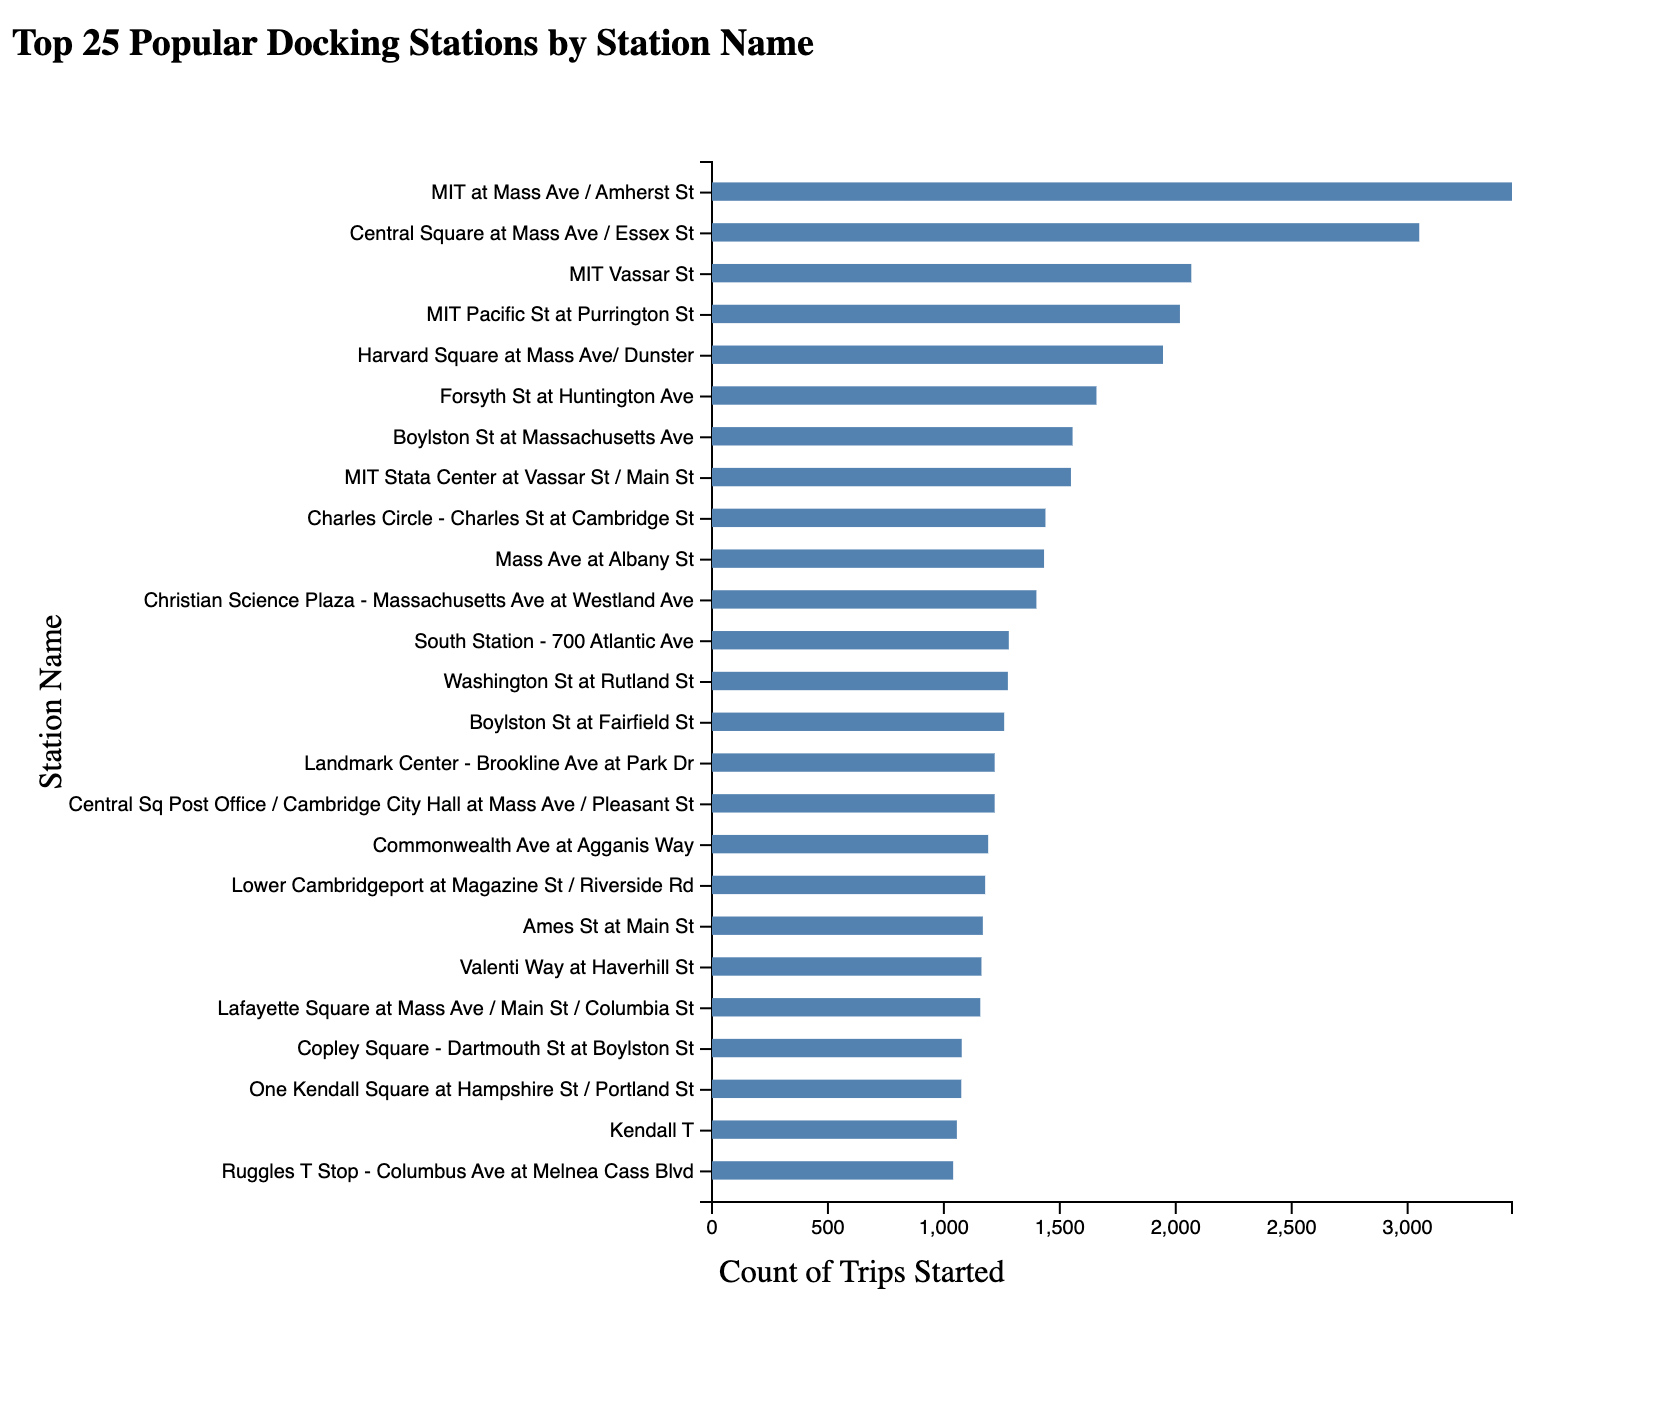 Top 25 Popular Docking Stations by Station Name
MIT at Mass Ave / Amherst St
Central Square at Mass Ave / Essex St
MIT Vassar St
MIT Pacific St at Purrington St
Harvard Square at Mass Ave/ Dunster
Forsyth St at Huntington Ave
Boylston St at Massachusetts Ave
MIT Stata Center at Vassar St / Main St
Charles Circle - Charles St at Cambridge St
Mass Ave at Albany St
Christian Science Plaza - Massachusetts Ave at Westland Ave
South Station - 700 Atlantic Ave
Washington St at Rutland St
Boylston St at Fairfield St
Landmark Center - Brookline Ave at Park Dr
Central Sq Post Office / Cambridge City Hall at Mass Ave / Pleasant St
Commonwealth Ave at Agganis Way
Lower Cambridgeport at Magazine St / Riverside Rd
Ames St at Main St
Valenti Way at Haverhill St
Lafayette Square at Mass Ave / Main St / Columbia St
Copley Square - Dartmouth St at Boylston St
One Kendall Square at Hampshire St / Portland St
Kendall T
Ruggles T Stop - Columbus Ave at Melnea Cass Blvd
Station Name
0 500 1,000 1,500 2,000 2,500 3,000
Count of Trips Started